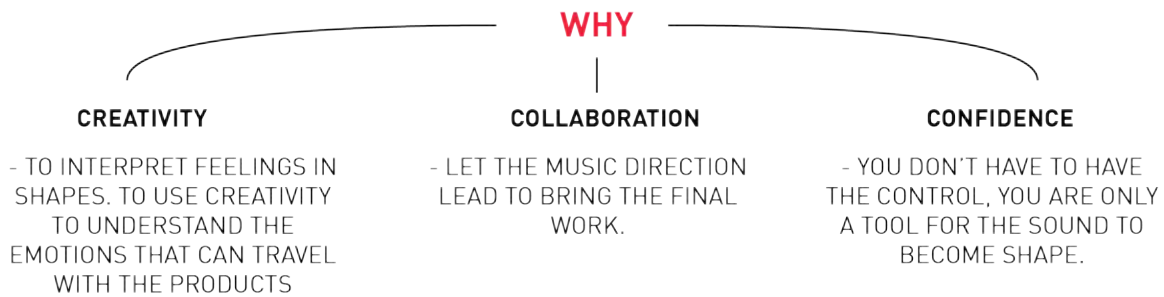 WHY
CREATIVITY
- TO INTERPRET FEELINGS IN
SHAPES. TO USE CREATIVITY
TO UNDERSTAND THE
EMOTIONS THAT CAN TRAVEL
WITH THE PRODUCTS
COLLABORATION
- LET THE MUSIC DIRECTION
LEAD TO BRING THE FINAL
WORK.
CONFIDENCE
- YOU DON'T HAVE TO HAVE
THE CONTROL, YOU ARE ONLY
A TOOL FOR THE SOUND TO
BECOME SHAPE.